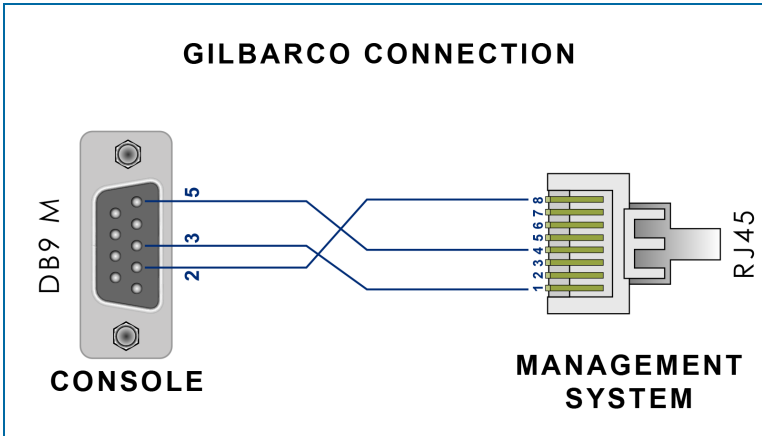 GILBARCO CONNECTION
DB9 M
5
3
2
8
7
6
5
4
3
2
1
RJ45
CONSOLE
MANAGEMENT
SYSTEM